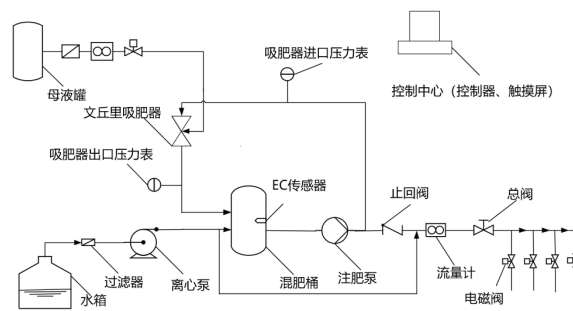 吸肥器进口压力表
母液罐
控制中心（控制器、触摸屏）
文丘里吸肥器
吸肥器出口压力表
EC传感器
止回阀
总阀
过滤器
离心泵
混肥桶
注肥泵
流量计
水箱
电磁阀